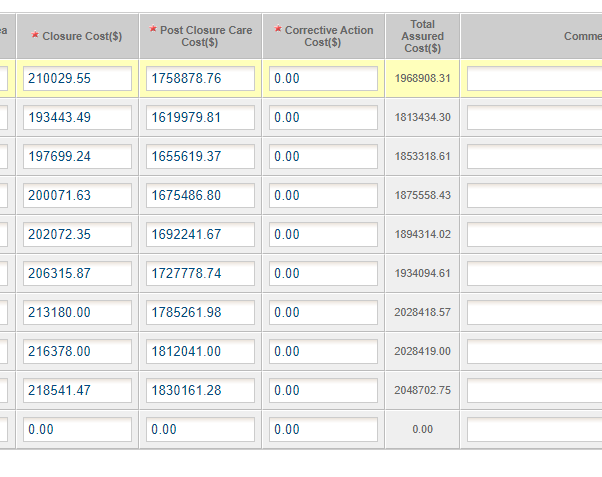 ea * Closure Cost($) * Post Closure Care Cost($) * Corrective Action Cost($) Total Assured Cost($) Comme
210029.55 1758878.76 0.00 1968908.31
193443.49 1619979.81 0.00 1813434.30
197699.24 1655619.37 0.00 1853318.61
200071.63 1675486.80 0.00 1875558.43
202072.35 1692241.67 0.00 1894314.02
206315.87 1727778.74 0.00 1934094.61
213180.00 1785261.98 0.00 2028418.57
216378.00 1812041.00 0.00 2028419.00
218541.47 1830161.28 0.00 2048702.75
0.00 0.00 0.00 0.00